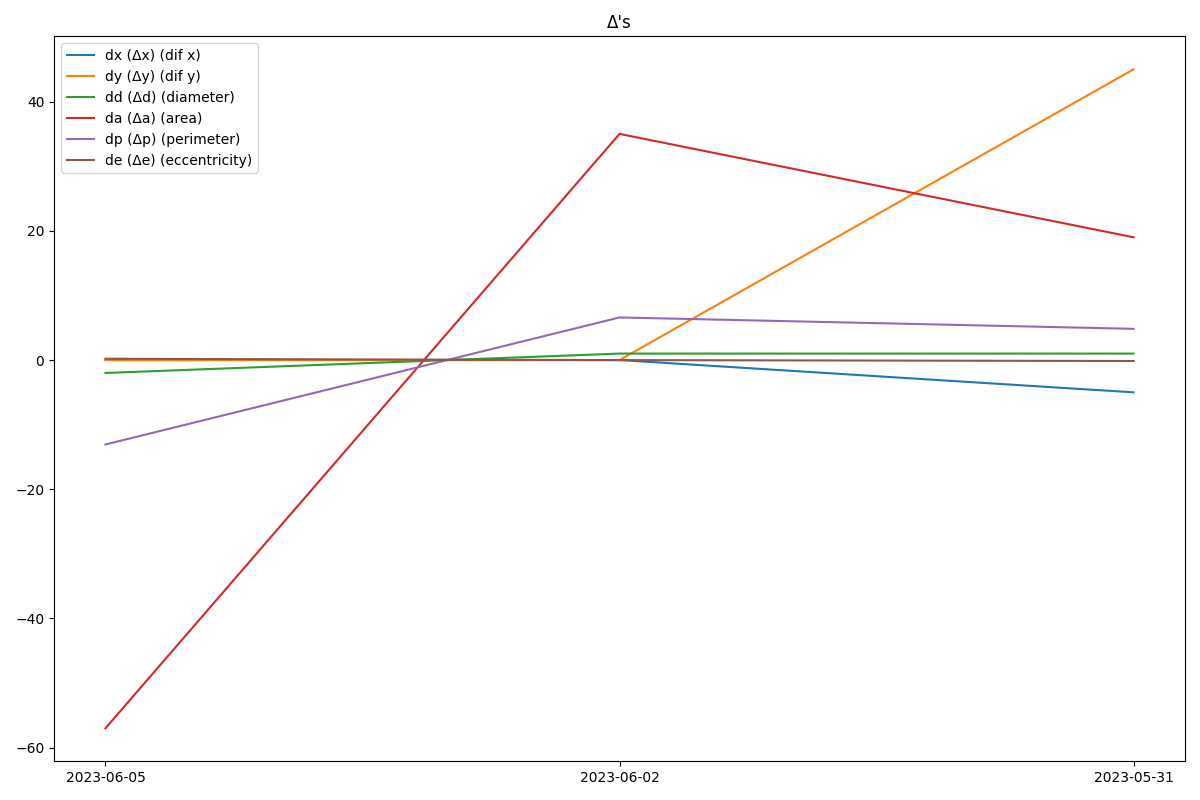 Δ's
dx (Δx) (dif x)
dy (Δy) (dif y)
dd (Δd) (diameter)
da (Δa) (area)
dp (Δp) (perimeter)
de (Δe) (eccentricity)
40
20
0
−20
−40
−60
2023-06-05 2023-06-02 2023-05-31